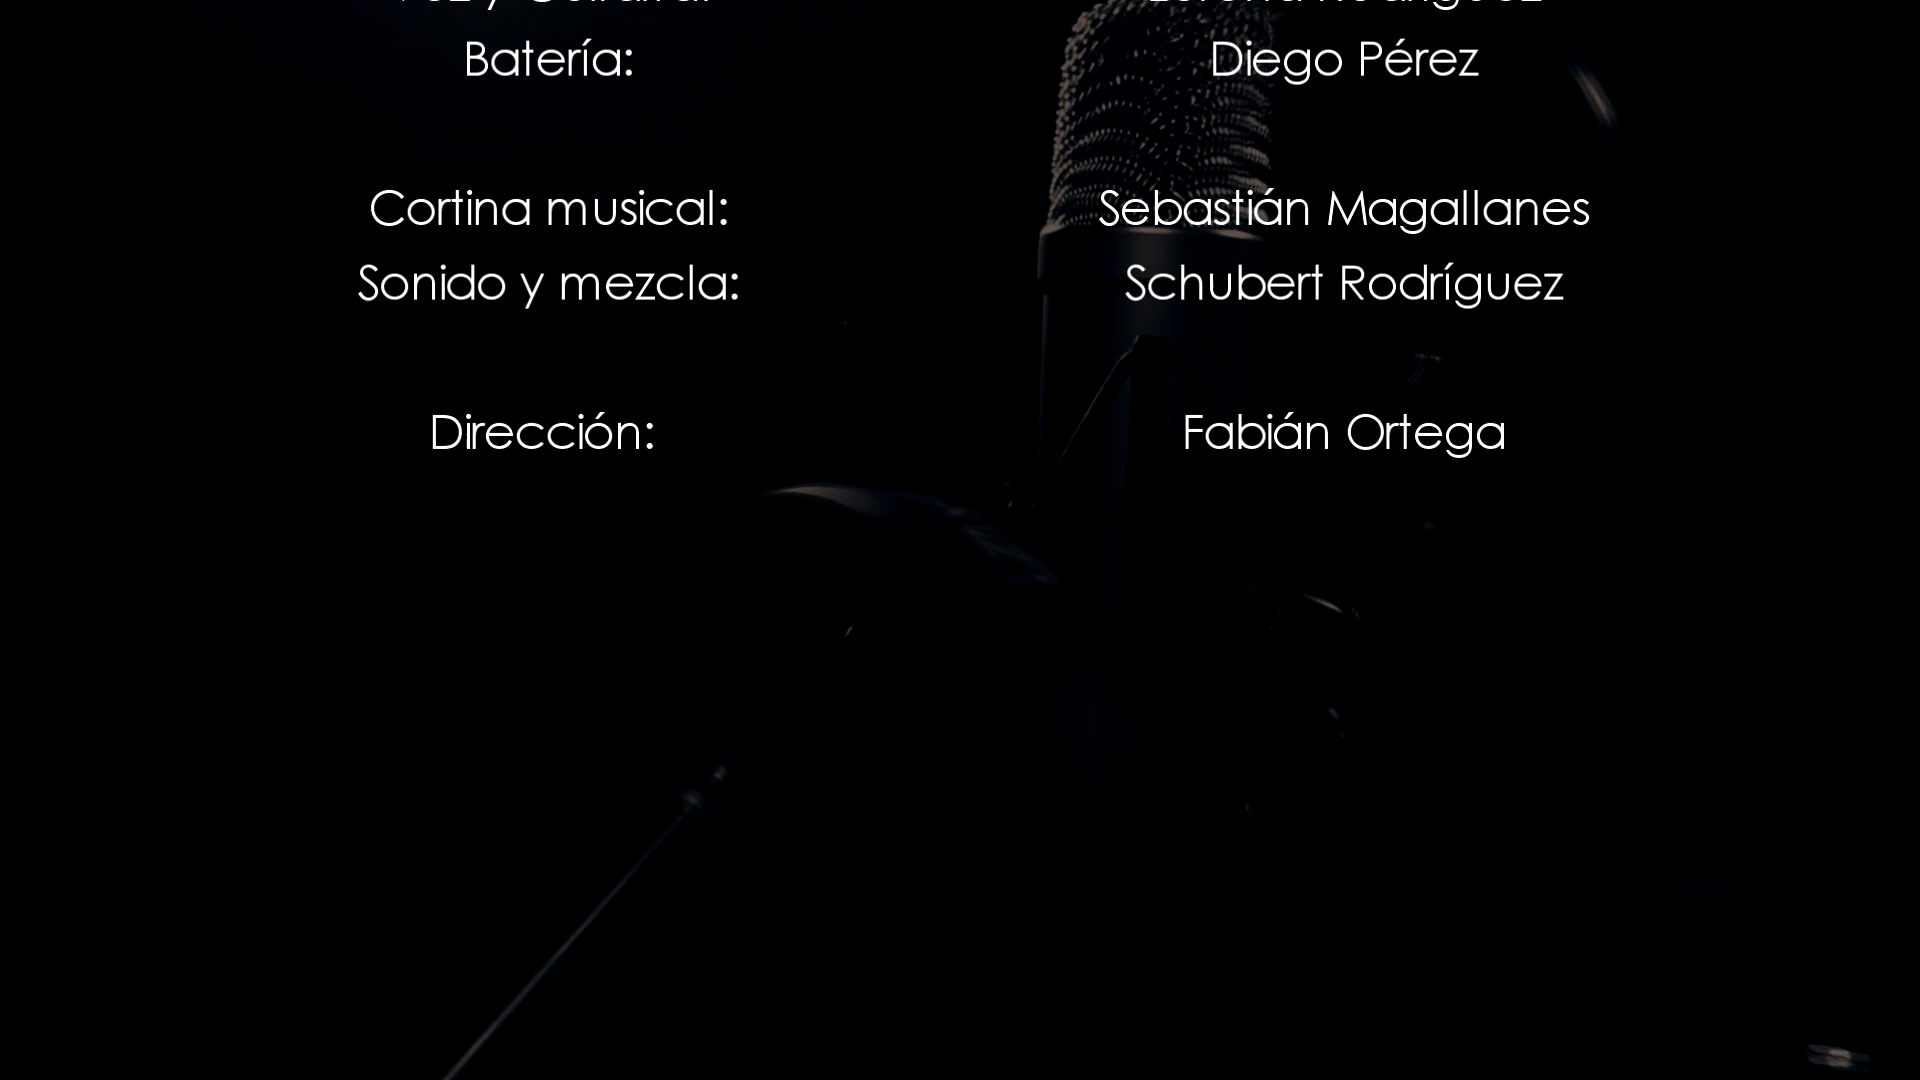 Batería: Diego Pérez
Cortina musical: Sebastián Magallanes
Sonido y mezcla: Schubert Rodríguez
Dirección: Fabián Ortega